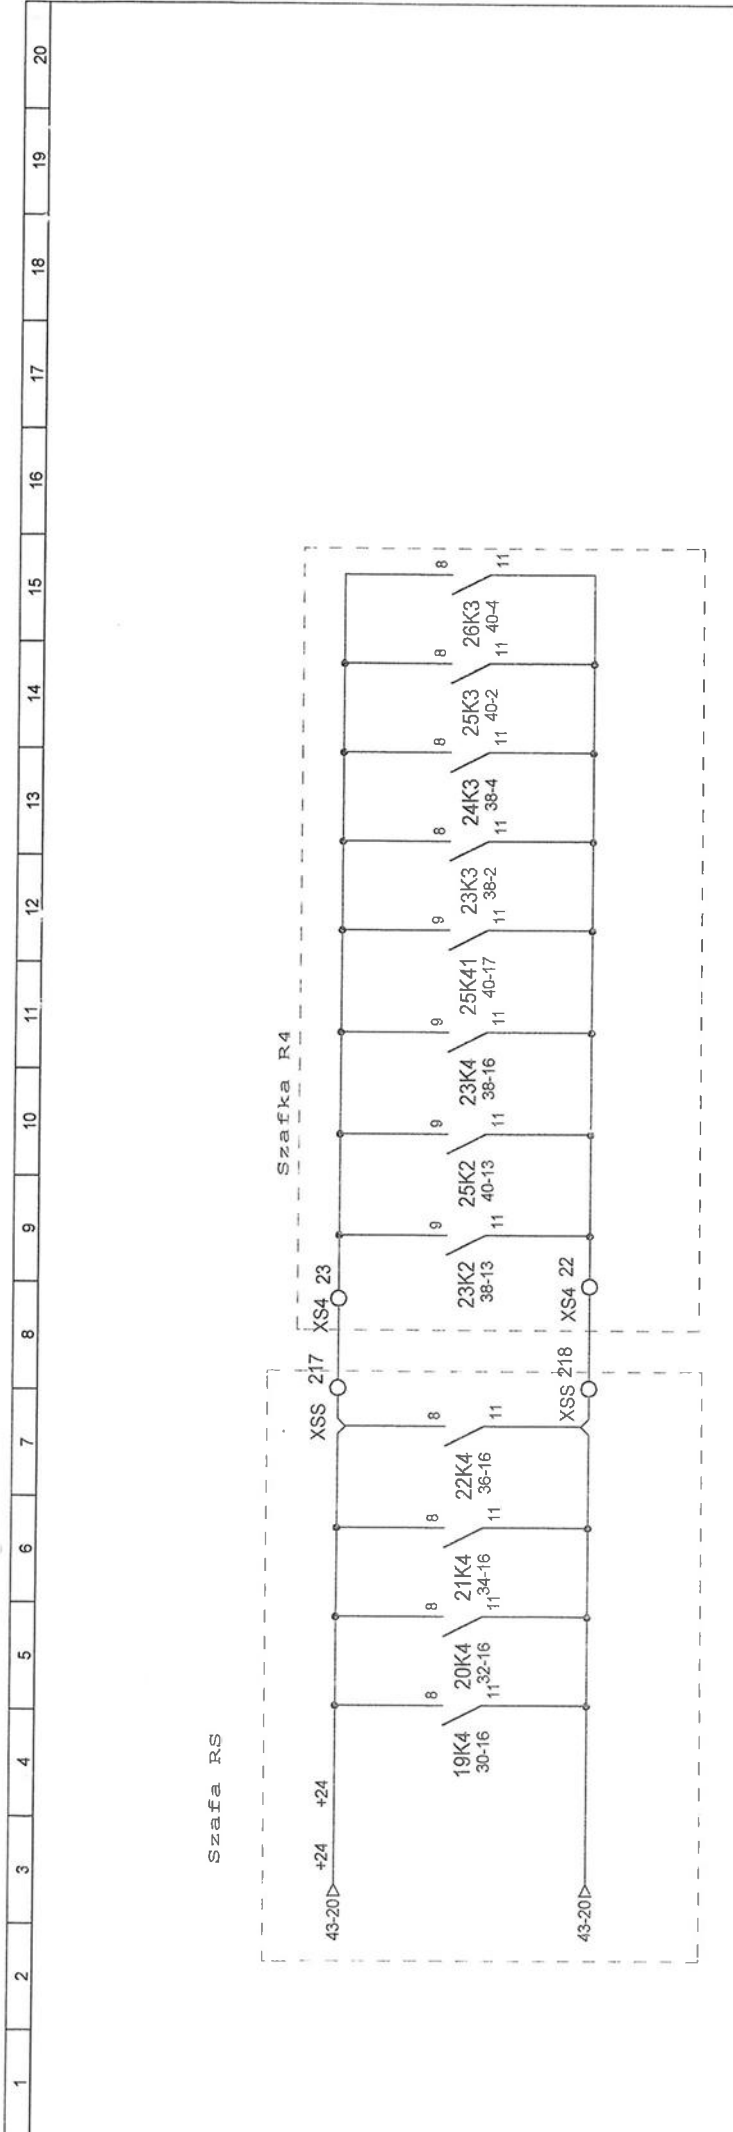 1 2 3 4 5 6 7 8 9 10 11 12 13 14 15 16 17 18 19 20
Szafa RS
Szafka R4
43-20 +24 +24
XSS 217
XS4 23
8 8 8 8 9 9 9 9 8 8 8 8
19K4 20K4 21K4 22K4 23K2 25K2 23K4 25K41 23K3 24K3 25K3 26K3
30-16 32-16 34-16 36-16 38-13 40-13 38-16 40-17 38-2 38-4 40-2 40-4
11 11 11 11 11 11 11 11 11 11 11 11
43-20
XSS 218
XS4 22